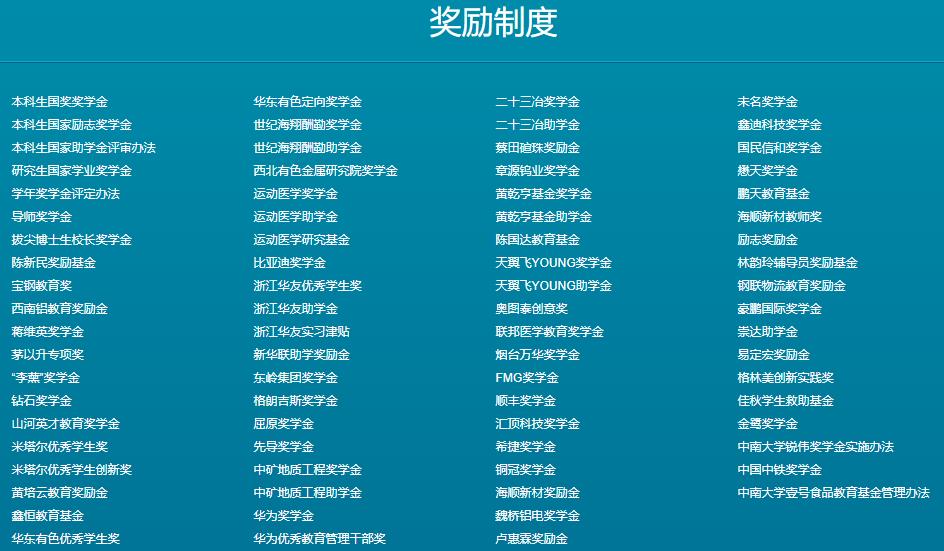 奖励制度
本科生国奖奖学金
本科生国家励志奖学金
本科生国家助学金评审办法
研究生国家学业奖学金
学年奖学金评定办法
导师奖学金
拔尖博士生校长奖学金
陈新民奖励基金
宝钢教育奖
西南铝教育奖励金
蒋维英奖学金
茅以升专项奖
“李薰”奖学金
钻石奖学金
山河英才教育奖学金
米塔尔优秀学生奖
米塔尔优秀学生创新奖
黄培云教育奖励金
鑫恒教育基金
华东有色优秀学生奖
华东有色定向奖学金
世纪海翔酬勤奖学金
世纪海翔酬勤助学金
西北有色金属研究院奖学金
运动医学奖学金
运动医学助学金
运动医学研究基金
比亚迪奖学金
浙江华友优秀学生奖
浙江华友助学金
浙江华友实习津贴
新华联助学奖励金
东岭集团奖学金
格朗吉斯奖学金
屈原奖学金
先导奖学金
中矿地质工程奖学金
中矿地质工程助学金
华为奖学金
华为优秀教育管理干部奖
二十三冶奖学金
二十三冶助学金
蔡田碹珠奖励金
章源钨业奖学金
黄乾亨基金奖学金
黄乾亨基金助学金
陈国达教育基金
天翼飞YOUNG奖学金
天翼飞YOUNG助学金
奥图泰创意奖
联邦医学教育奖学金
烟台万华奖学金
FMG奖学金
顺丰奖学金
汇顶科技奖学金
希捷奖学金
铜冠奖学金
海顺新材奖励金
魏桥铝电奖学金
卢惠霖奖励金
未名奖学金
鑫迪科技奖学金
国民信和奖学金
懋天奖学金
鹏天教育基金
海顺新材教师奖
励志奖励金
林韵玲辅导员奖励基金
钢联物流教育奖励金
豪鹏国际奖学金
崇达助学金
易定宏奖励金
格林美创新实践奖
佳秋学生救助基金
金鹭奖学金
中南大学锐伟奖学金实施办法
中国中铁奖学金
中南大学壹号食品教育基金管理办法